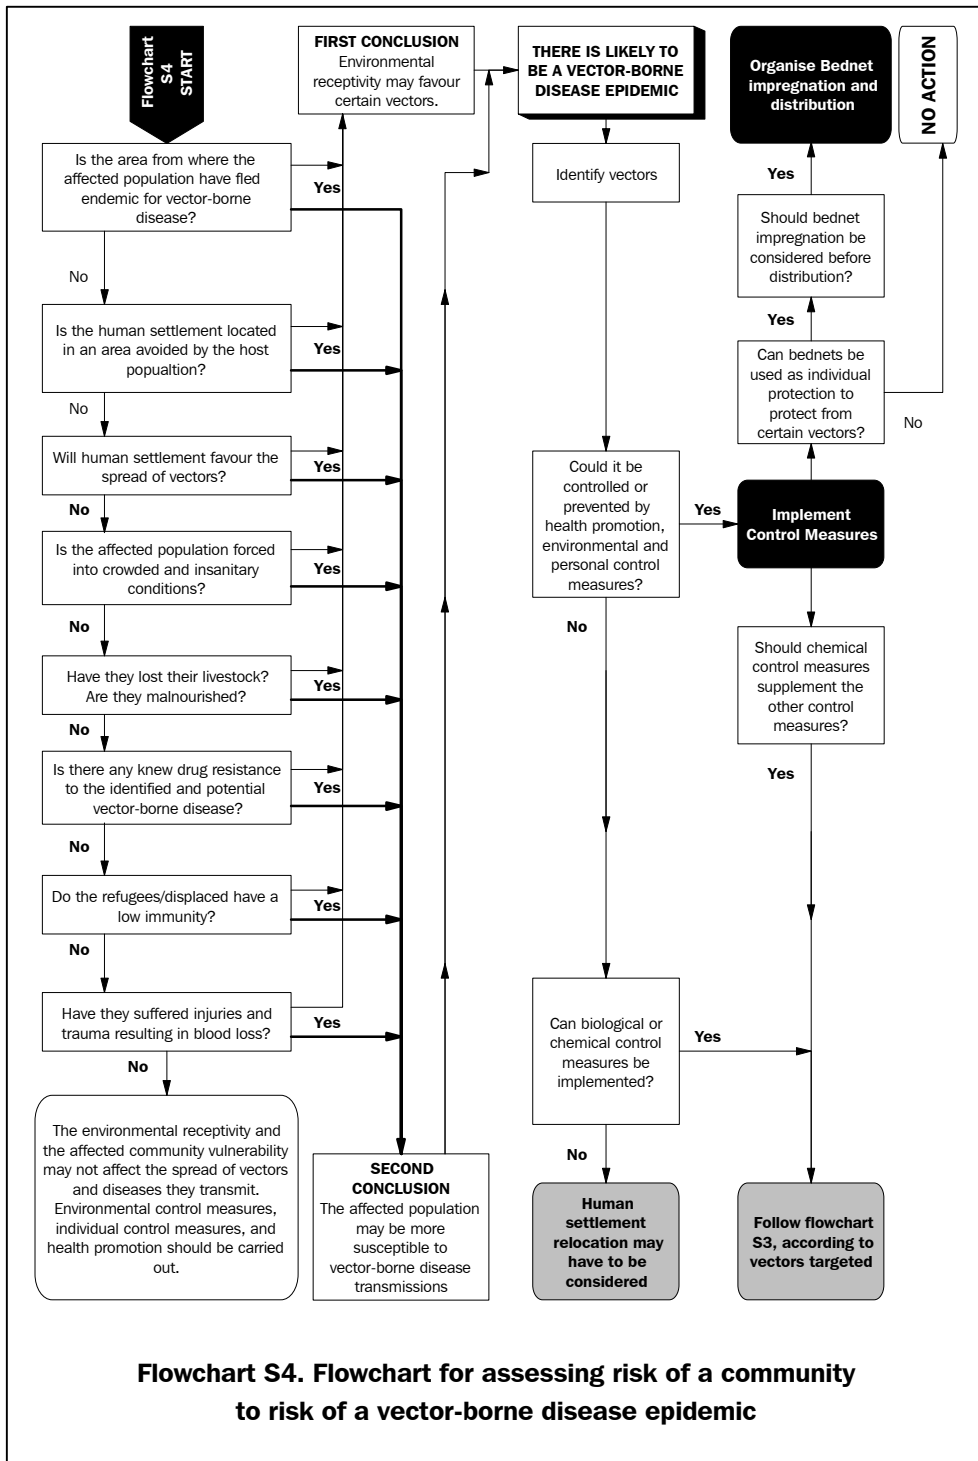 Flowchart
S4
START
Is the area from where the
affected population have fled
endemic for vector-borne
disease?
Yes
No
Is the human settlement located
in an area avoided by the host
popualtion?
Yes
No
Will human settlement favour the
spread of vectors?
Yes
No
Is the affected population forced
into crowded and insanitary
conditions?
Yes
No
Have they lost their livestock?
Are they malnourished?
Yes
No
Is there any knew drug resistance
to the identified and potential
vector-borne disease?
Yes
No
Do the refugees/displaced have a
low immunity?
Yes
No
Have they suffered injuries and
trauma resulting in blood loss?
Yes
No
The environmental receptivity and
the affected community vulnerability
may not affect the spread of vectors
and diseases they transmit.
Environmental control measures,
individual control measures, and
health promotion should be carried
out.
FIRST CONCLUSION
Environmental
receptivity may favour
certain vectors.
SECOND
CONCLUSION
The affected population
may be more
susceptible to
vector-borne disease
transmissions
THERE IS LIKELY TO
BE A VECTOR-BORNE
DISEASE EPIDEMIC
Identify vectors
Could it be
controlled or
prevented by
health promotion,
environmental and
personal control
measures?
Yes
No
Can biological or
chemical control
measures be
implemented?
Yes
No
Human
settlement
relocation may
have to be
considered
Organise Bednet
impregnation and
distribution
Yes
Should bednet
impregnation be
considered before
distribution?
Yes
Can bednets be
used as individual
protection to
protect from
certain vectors?
No
NO ACTION
Implement
Control Measures
Should chemical
control measures
supplement the
other control
measures?
Yes
Follow flowchart
S3, according to
vectors targeted
Flowchart S4. Flowchart for assessing risk of a community
to risk of a vector-borne disease epidemic